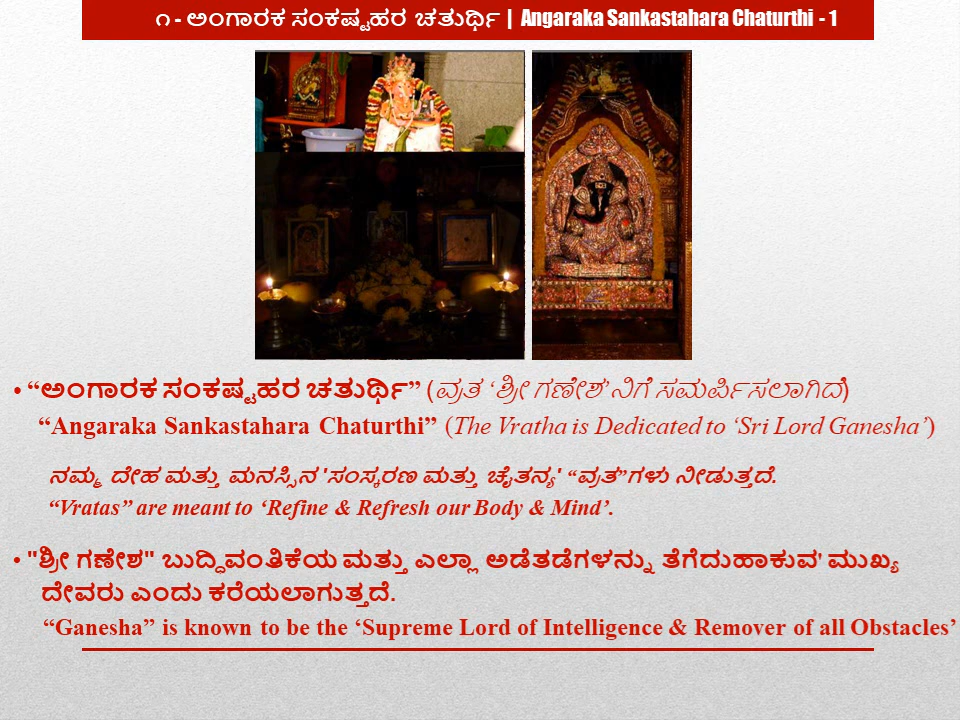 ೧ - ಅಂಗಾರಕ ಸಂಕಷ್ಟಹರ ಚತುರ್ಥಿ | Angaraka Sankastahara Chaturthi - 1
• “ಅಂಗಾರಕ ಸಂಕಷ್ಟಹರ ಚತುರ್ಥಿ” (ವ್ರತ ‘ಶ್ರೀ ಗಣೇಶ’ನಿಗೆ ಸಮರ್ಪಿಸಲಾಗಿದೆ)
“Angaraka Sankastahara Chaturthi” (The Vratha is Dedicated to ‘Sri Lord Ganesha’)
ನಮ್ಮ ದೇಹ ಮತ್ತು ಮನಸ್ಸಿನ 'ಸಂಸ್ಕರಣ ಮತ್ತು ಚೈತನ್ಯ' “ವ್ರತ”ಗಳು ನೀಡುತ್ತದೆ.
“Vratas” are meant to ‘Refine & Refresh our Body & Mind’.
• "ಶ್ರೀ ಗಣೇಶ" ಬುದ್ಧಿವಂತಿಕೆಯ ಮತ್ತು ಎಲ್ಲಾ ಅಡೆತಡೆಗಳನ್ನು ತೆಗೆದುಹಾಕುವ' ಮುಖ್ಯ
ದೇವರು ಎಂದು ಕರೆಯಲಾಗುತ್ತದೆ.
“Ganesha” is known to be the ‘Supreme Lord of Intelligence & Remover of all Obstacles’